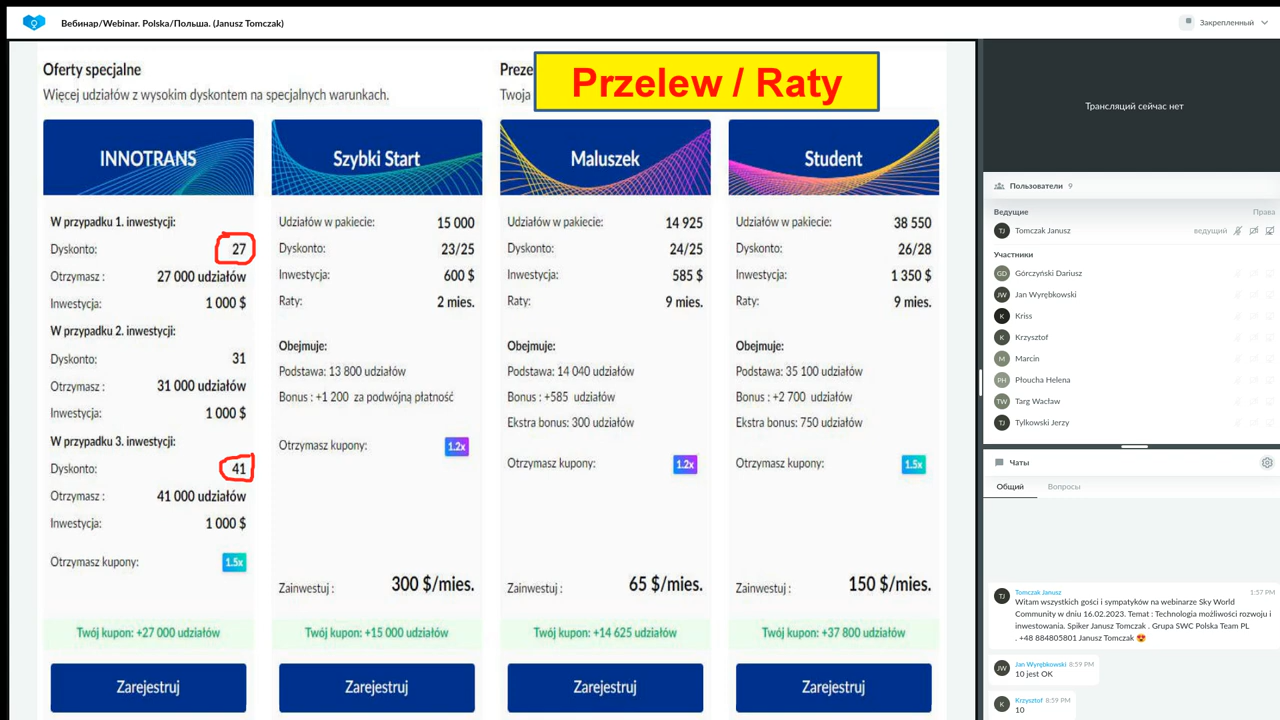 Вебинар/Webinar. Polska/Польша. (Janusz Tomczak)
Закрепленный
Oferty specjalne
Więcej udziałów z wysokim dyskontem na specjalnych warunkach.
Preze
Twoja
Przelew / Raty
INNOTRANS
W przypadku 1. inwestycji:
Dyskonto: 27
Otrzymasz : 27 000 udziałów
Inwestycja: 1 000 $
W przypadku 2. inwestycji:
Dyskonto: 31
Otrzymasz : 31 000 udziałów
Inwestycja: 1 000 $
W przypadku 3. inwestycji:
Dyskonto: 41
Otrzymasz : 41 000 udziałów
Inwestycja: 1 000 $
Otrzymasz kupony: 1.5x
Twój kupon: +27 000 udziałów
Zarejestruj
Szybki Start
Udziałów w pakiecie: 15 000
Dyskonto: 23/25
Inwestycja: 600 $
Raty: 2 mies.
Obejmuje:
Podstawa: 13 800 udziałów
Bonus : +1 200 za podwójną płatność
Otrzymasz kupony: 1.2x
Zainwestuj : 300 $/mies.
Twój kupon: +15 000 udziałów
Zarejestruj
Maluszek
Udziałów w pakiecie: 14 925
Dyskonto: 24/25
Inwestycja: 585 $
Raty: 9 mies.
Obejmuje:
Podstawa: 14 040 udziałów
Bonus : +585 udziałów
Ekstra bonus: 300 udziałów
Otrzymasz kupony: 1.2x
Zainwestuj : 65 $/mies.
Twój kupon: +14 625 udziałów
Zarejestruj
Student
Udziałów w pakiecie: 38 550
Dyskonto: 26/28
Inwestycja: 1 350 $
Raty: 9 mies.
Obejmuje:
Podstawa: 35 100 udziałów
Bonus : +2 700 udziałów
Ekstra bonus: 750 udziałów
Otrzymasz kupony: 1.5x
Zainwestuj : 150 $/mies.
Twój kupon: +37 800 udziałów
Zarejestruj
Трансляций сейчас нет
Пользователи 9
Ведущие Права
TJ Tomczak Janusz ведущий
Участники
GD Górczyński Dariusz
JW Jan Wyrębkowski
K Kriss
K Krzysztof
M Marcin
PH Płoucha Helena
TW Targ Wacław
TJ Tylkowski Jerzy
Чаты
Общий Вопросы
TJ Tomczak Janusz 1:57 PM
Witam wszystkich gości i sympatyków na webinarze Sky World
Community w dniu 16.02.2023. Temat : Technologia możliwości rozwoju i
inwestowania. Spiker Janusz Tomczak . Grupa SWC Polska Team PL
. +48 884805801 Janusz Tomczak 😍
JW Jan Wyrębkowski 8:59 PM
10 jest OK
K Krzysztof 8:59 PM
10